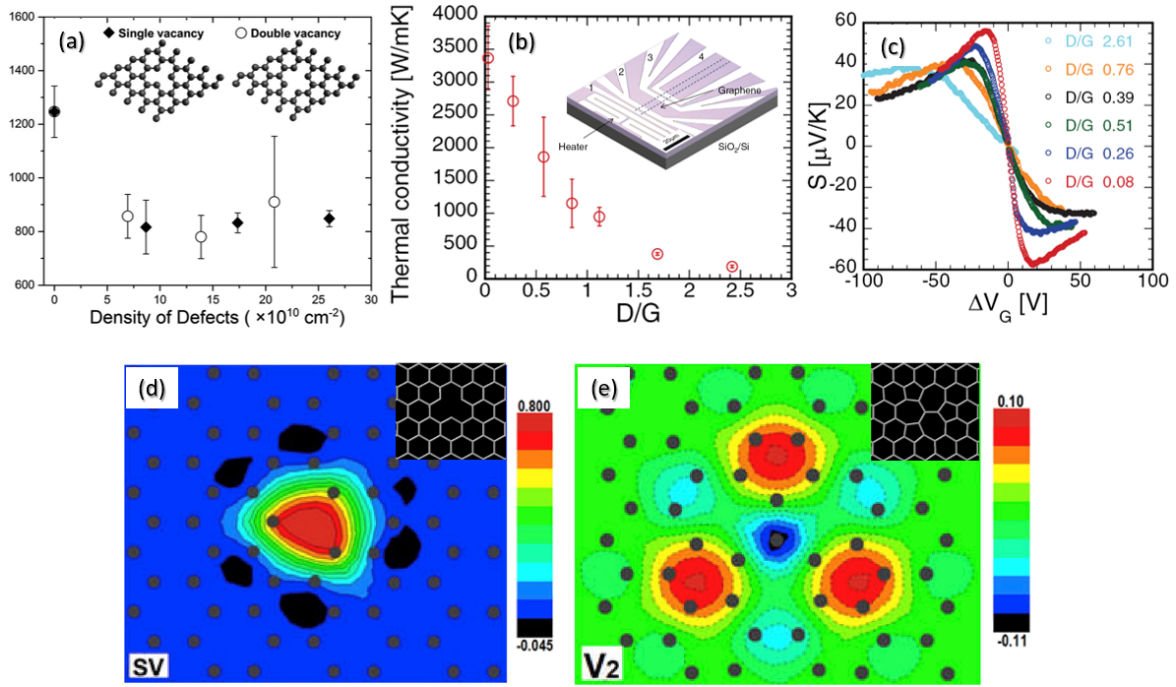 (a)
◆ Single vacancy ○ Double vacancy
1600
1400
1200
1000
800
600
0 5 10 15 20 25 30
Density of Defects ( ×10¹⁰ cm⁻²)
(b)
Thermal conductivity [W/mK]
4000
3500
3000
2500
2000
1500
1000
500
0
0 0.5 1 1.5 2 2.5 3
D/G
1
2
3
4
Graphene
Heater
SiO₂/Si
(c)
S [μV/K]
60
40
20
0
-20
-40
-60
-100 -50 0 50 100
ΔV_G [V]
D/G 2.61
D/G 0.76
D/G 0.39
D/G 0.51
D/G 0.26
D/G 0.08
(d)
SV
0.800
-0.045
(e)
V2
0.10
-0.11